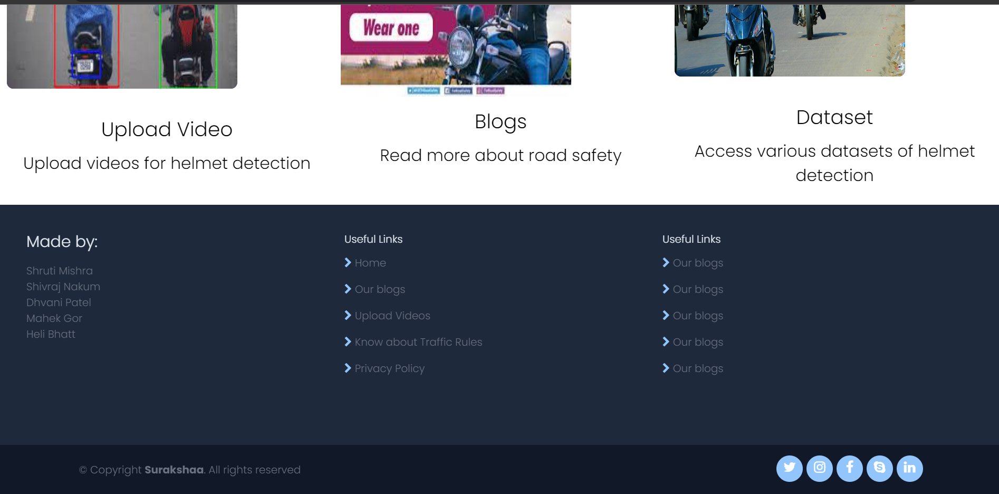 Wear one
Upload Video
Upload videos for helmet detection
Blogs
Read more about road safety
Dataset
Access various datasets of helmet
detection
Made by:
Shruti Mishra
Shivraj Nakum
Dhvani Patel
Mahek Gor
Heli Bhatt
Useful Links
Home
Our blogs
Upload Videos
Know about Traffic Rules
Privacy Policy
Useful Links
Our blogs
Our blogs
Our blogs
Our blogs
Our blogs
© Copyright Surakshaa. All rights reserved